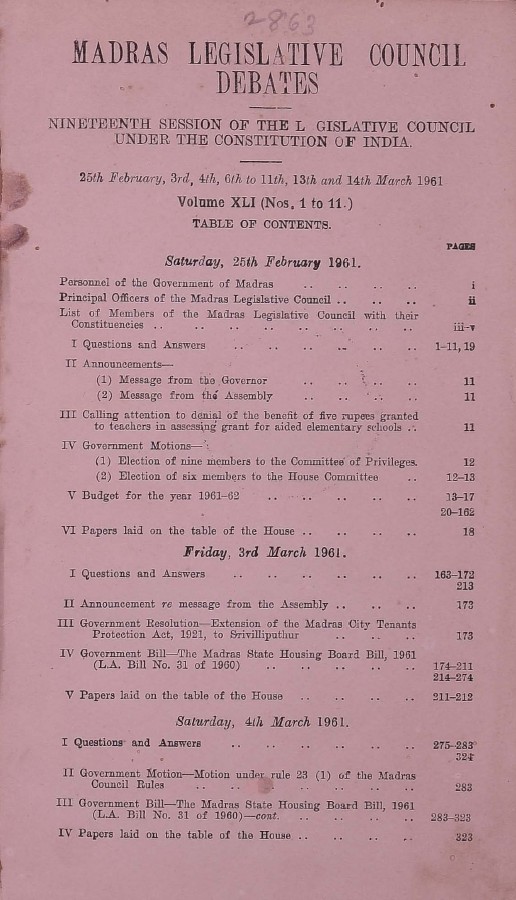 2863
MADRAS LEGISLATIVE COUNCIL
DEBATES
NINETEENTH SESSION OF THE L GISLATIVE COUNCIL
UNDER THE CONSTITUTION OF INDIA.
25th February, 3rd, 4th, 6th to 11th, 13th and 14th March 1961
Volume XLI (Nos. 1 to 11.)
TABLE OF CONTENTS.
PAGES
Saturday, 25th February 1961.
Personnel of the Government of Madras .. .. .. .. i
Principal Officers of the Madras Legislative Council .. .. .. ii
List of Members of the Madras Legislative Council with their
Constituencies .. .. .. .. .. .. .. .. iii-v
I Questions and Answers .. .. .. .. .. 1-11, 19
II Announcements—
(1) Message from the Governor .. .. .. .. 11
(2) Message from the Assembly .. .. .. .. 11
III Calling attention to denial of the benefit of five rupees granted
to teachers in assessing grant for aided elementary schools .. 11
IV Government Motions—
(1) Election of nine members to the Committee of Privileges. 12
(2) Election of six members to the House Committee .. 12-13
V Budget for the year 1961-62 .. .. .. .. .. 13-17
20-162
VI Papers laid on the table of the House .. .. .. .. 18
Friday, 3rd March 1961.
I Questions and Answers .. .. .. .. .. 163-172
213
II Announcement re message from the Assembly .. .. .. 173
III Government Resolution—Extension of the Madras City Tenants
Protection Act, 1921, to Srivilliputhur .. .. .. 173
IV Government Bill—The Madras State Housing Board Bill, 1961
(L.A. Bill No. 31 of 1960) .. .. .. .. .. 174-211
214-274
V Papers laid on the table of the House .. .. .. .. 211-212
Saturday, 4th March 1961.
I Questions and Answers .. .. .. .. .. 275-283
324
II Government Motion—Motion under rule 23 (1) of the Madras
Council Rules .. .. .. .. .. .. 283
III Government Bill—The Madras State Housing Board Bill, 1961
(L.A. Bill No. 31 of 1960)—cont. .. .. .. .. 283-323
IV Papers laid on the table of the House .. .. .. .. 323